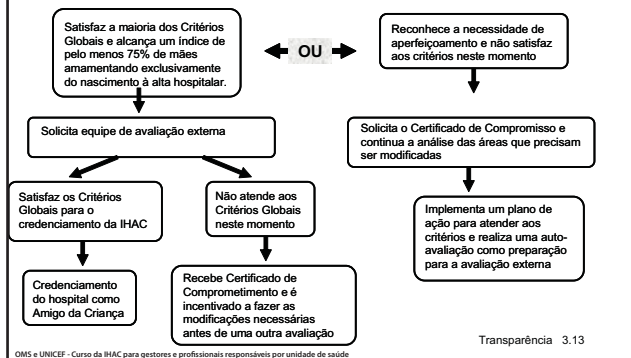 Satisfaz a maioria dos Critérios
Globais e alcança um índice de
pelo menos 75% de mães
amamentando exclusivamente
do nascimento à alta hospitalar.
OU
Reconhece a necessidade de
aperfeiçoamento e não satisfaz
aos critérios neste momento
Solicita equipe de avaliação externa
Solicita o Certificado de Compromisso e
continua a análise das áreas que precisam
ser modificadas
Satisfaz os Critérios
Globais para o
credenciamento da IHAC
Não atende aos
Critérios Globais
neste momento
Implementa um plano de
ação para atender aos
critérios e realiza uma auto-
avaliação como preparação
para a avaliação externa
Credenciamento
do hospital como
Amigo da Criança
Recebe Certificado de
Comprometimento e é
incentivado a fazer as
modificações necessárias
antes de uma outra avaliação
Transparência 3.13
OMS e UNICEF - Curso da IHAC para gestores e profissionais responsáveis por unidade de saúde